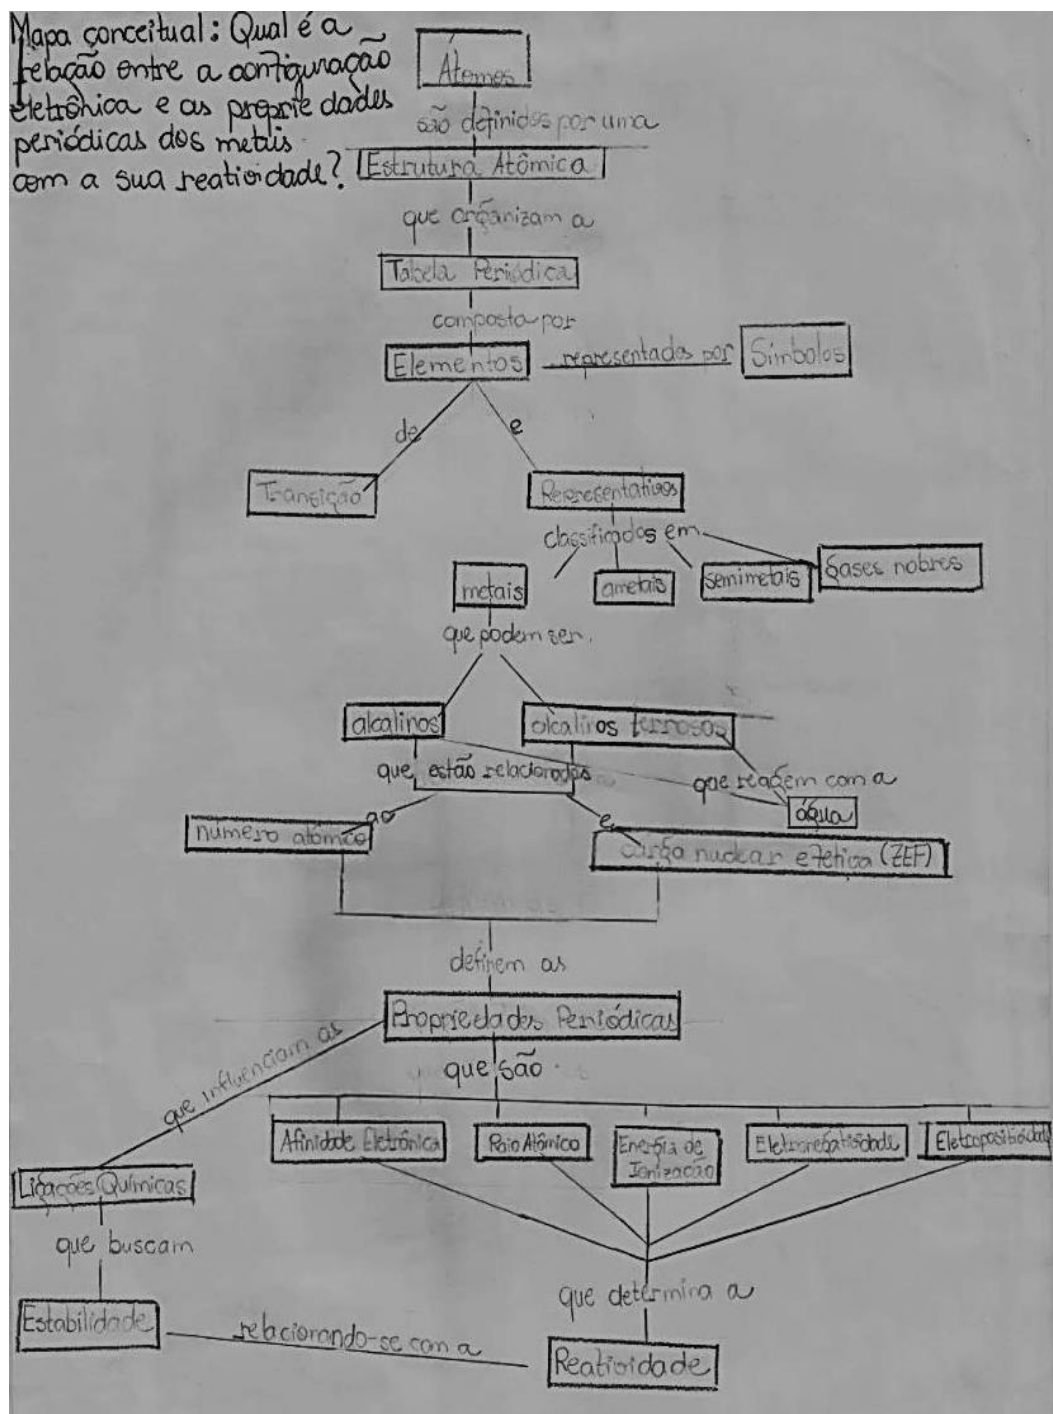 Mapa conceitual: Qual é a
relação entre a configuração
eletrônica e as propriedades
periódicas dos metais
com a sua reatividade?
Átomos
são definidos por uma
Estrutura Atômica
que organizam a
Tabela Periódica
composta por
Elementos
representados por
Símbolos
de
e
Transição
Representativos
classificados em
metais
ametais
semimetais
Gases nobres
que podem ser
alcalinos
alcalinos terrosos
que estão relacionados
que reagem com a
água
ao
e
número atômico
carga nuclear efetiva (ZEF)
definem as
Propriedades Periódicas
que influenciam as
que são
Afinidade Eletrônica
Raio Atômico
Energia de
Ionização
Eletronegatividade
Eletropositividade
Ligações Químicas
que buscam
que determina a
Estabilidade
relacionando-se com a
Reatividade